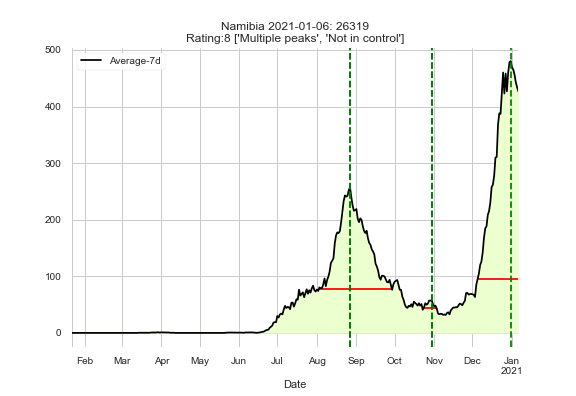 Namibia 2021-01-06: 26319
Rating:8 ['Multiple peaks', 'Not in control']
Average-7d
500
400
300
200
100
0
Feb Mar Apr May Jun Jul Aug Sep Oct Nov Dec Jan
2021
Date